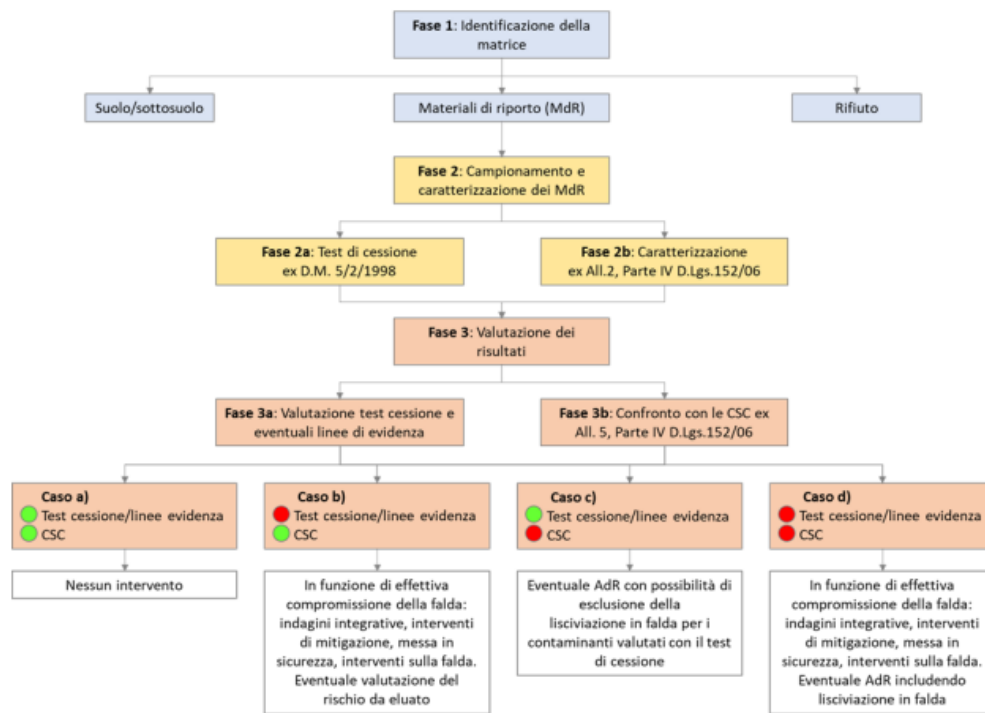 Fase 1: Identificazione della
matrice
Suolo/sottosuolo
Materiali di riporto (MdR)
Rifiuto
Fase 2: Campionamento e
caratterizzazione dei MdR
Fase 2a: Test di cessione
ex D.M. 5/2/1998
Fase 2b: Caratterizzazione
ex All.2, Parte IV D.Lgs.152/06
Fase 3: Valutazione dei
risultati
Fase 3a: Valutazione test cessione e
eventuali linee di evidenza
Fase 3b: Confronto con le CSC ex
All. 5, Parte IV D.Lgs.152/06
Caso a)
Test cessione/linee evidenza
CSC
Caso b)
Test cessione/linee evidenza
CSC
Caso c)
Test cessione/linee evidenza
CSC
Caso d)
Test cessione/linee evidenza
CSC
Nessun intervento
In funzione di effettiva
compromissione della falda:
indagini integrative, interventi
di mitigazione, messa in
sicurezza, interventi sulla falda.
Eventuale valutazione del
rischio da eluato
Eventuale AdR con possibilità di
esclusione della
lisciviazione in falda per i
contaminanti valutati con il test
di cessione
In funzione di effettiva
compromissione della falda:
indagini integrative, interventi
di mitigazione, messa in
sicurezza, interventi sulla falda.
Eventuale AdR includendo
lisciviazione in falda